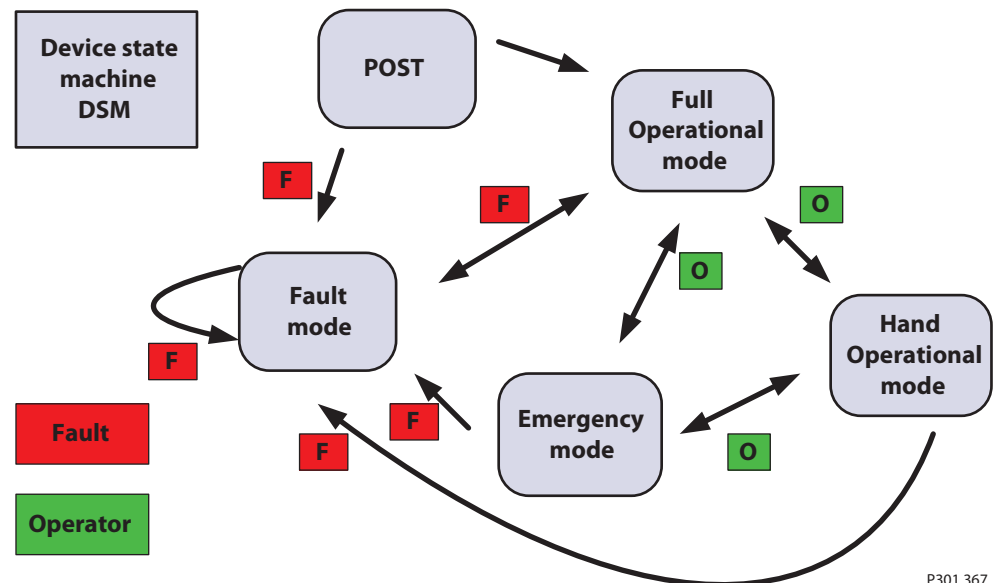 Device state
machine
DSM
POST
Full
Operational
mode
F
F
O
O
Fault
mode
F
Hand
Operational
mode
Emergency
mode
F
F
O
Fault
Operator
P301 367